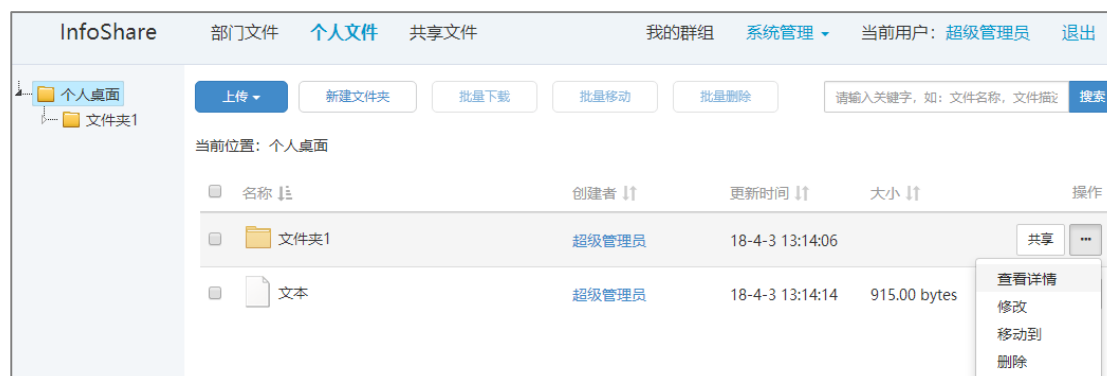 InfoShare 部门文件 个人文件 共享文件 我的群组 系统管理 当前用户：超级管理员 退出
个人桌面 上传 新建文件夹 批量下载 批量移动 批量删除 请输入关键字，如：文件名称，文件描述 搜索
文件夹1
当前位置：个人桌面
名称 创建者 更新时间 大小 操作
文件夹1 超级管理员 18-4-3 13:14:06 共享 ...
查看详情
文本 超级管理员 18-4-3 13:14:14 915.00 bytes
修改
移动到
删除